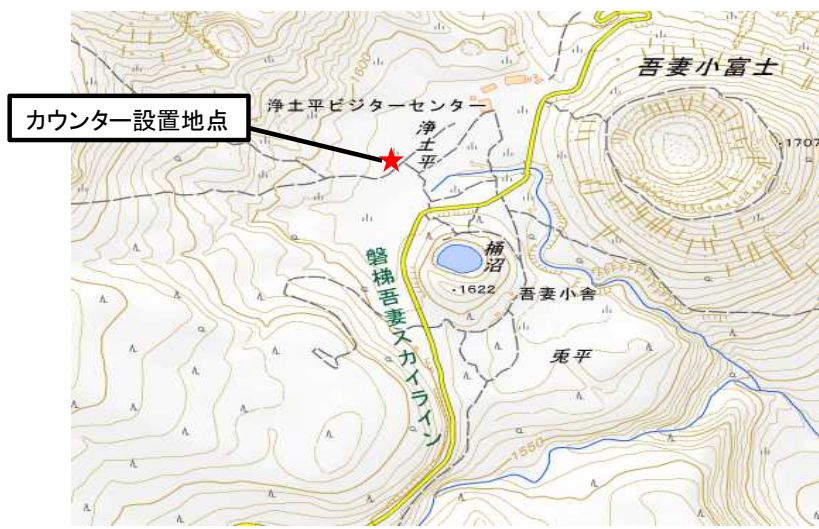 吾妻小富士
1600
浄土平ビジターセンター
カウンター設置地点
浄土平
・1707
磐梯吾妻スカイライン
桶沼
・1622
吾妻小舎
兎平
1550